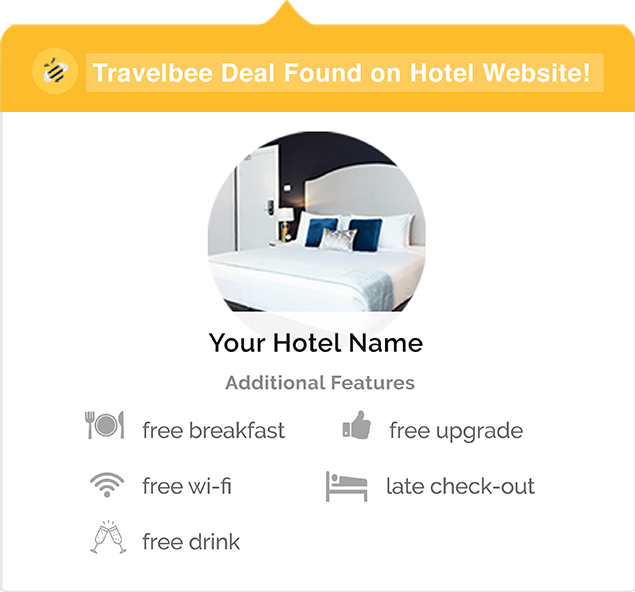 Travelbee Deal Found on Hotel Website!
Your Hotel Name
Additional Features
free breakfast
free upgrade
free wi-fi
late check-out
free drink